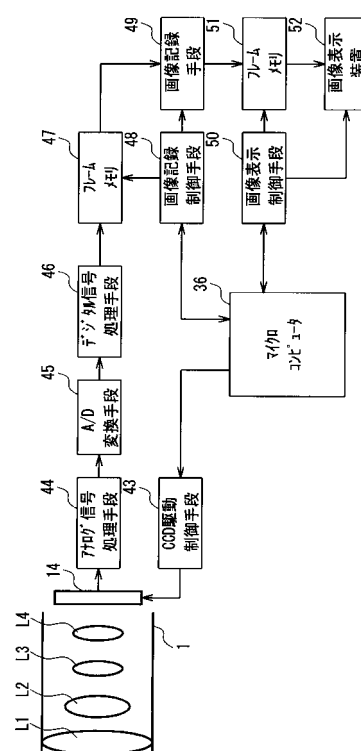 L1
L2
L3
L4
1
14
44
アナログ信号
処理手段
45
A/D
変換手段
46
デジタル信号
処理手段
47
フレーム
メモリ
49
画像記録
手段
43
CCD駆動
制御手段
48
画像記録
制御手段
51
フレーム
メモリ
36
マイクロ
コンピュータ
50
画像表示
制御手段
52
画像表示
装置